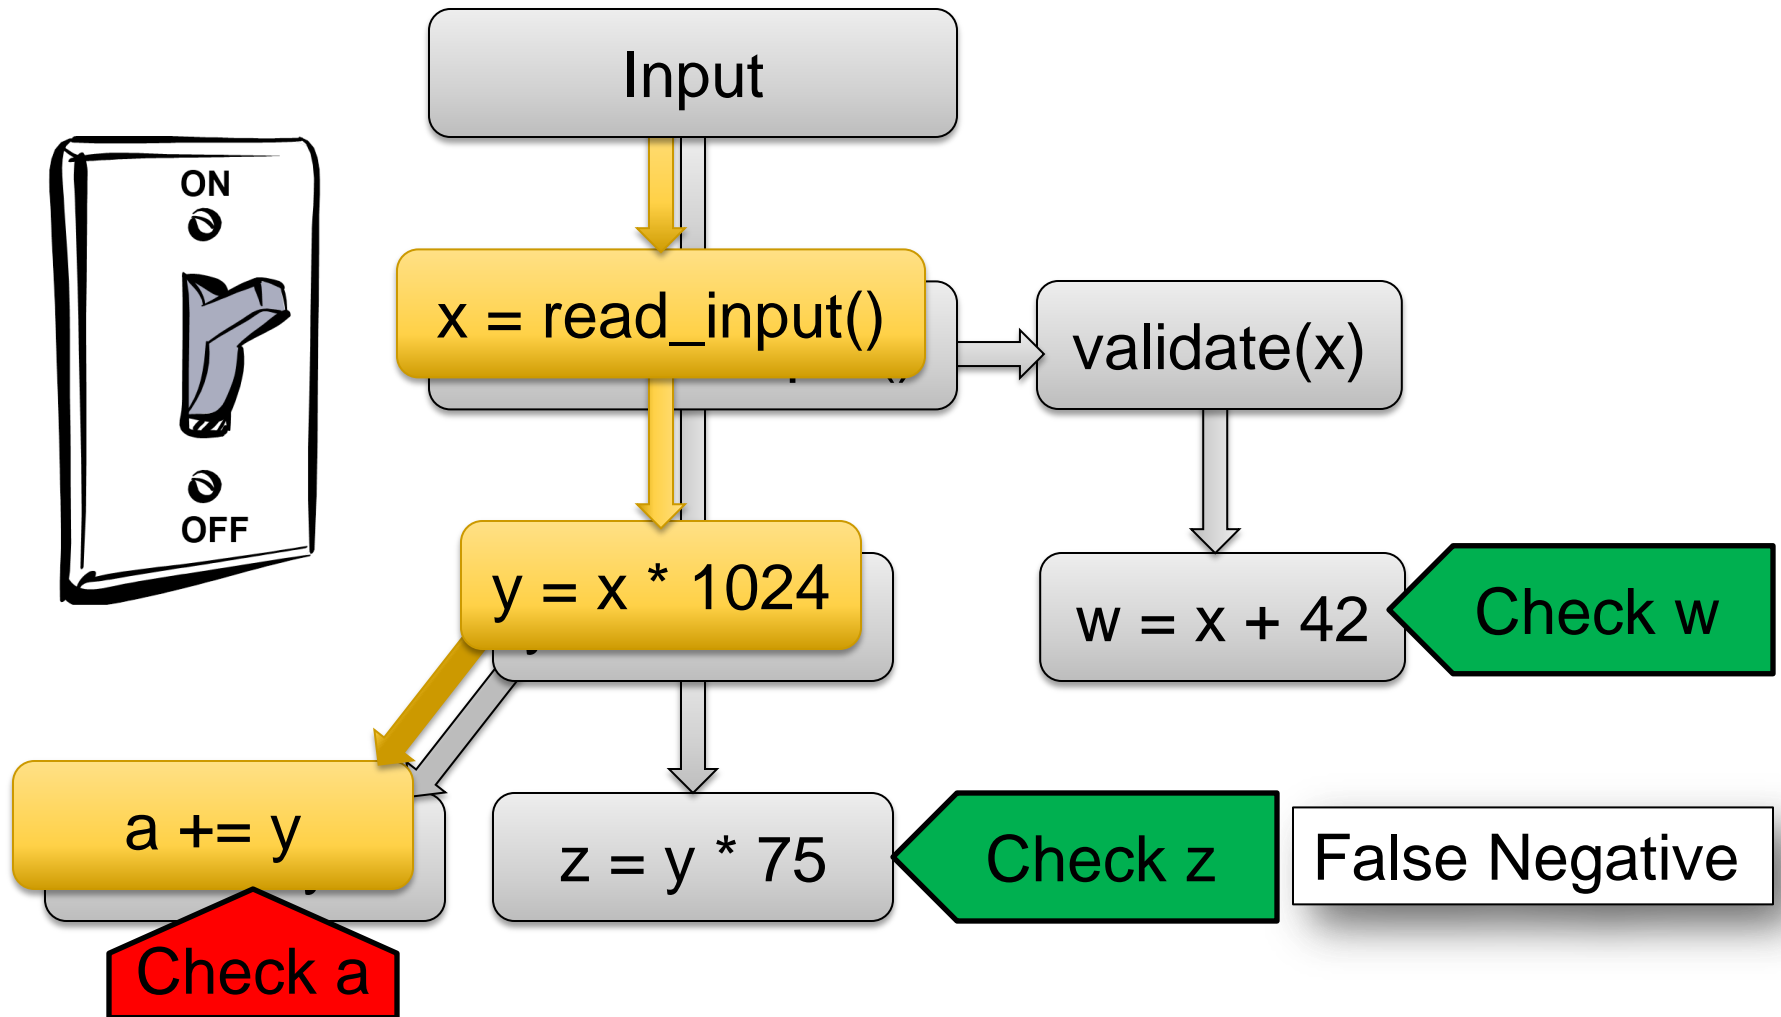 Input
ON
OFF
x = read_input()
validate(x)
y = x * 1024
w = x + 42
Check w
a += y
z = y * 75
Check z
False Negative
Check a